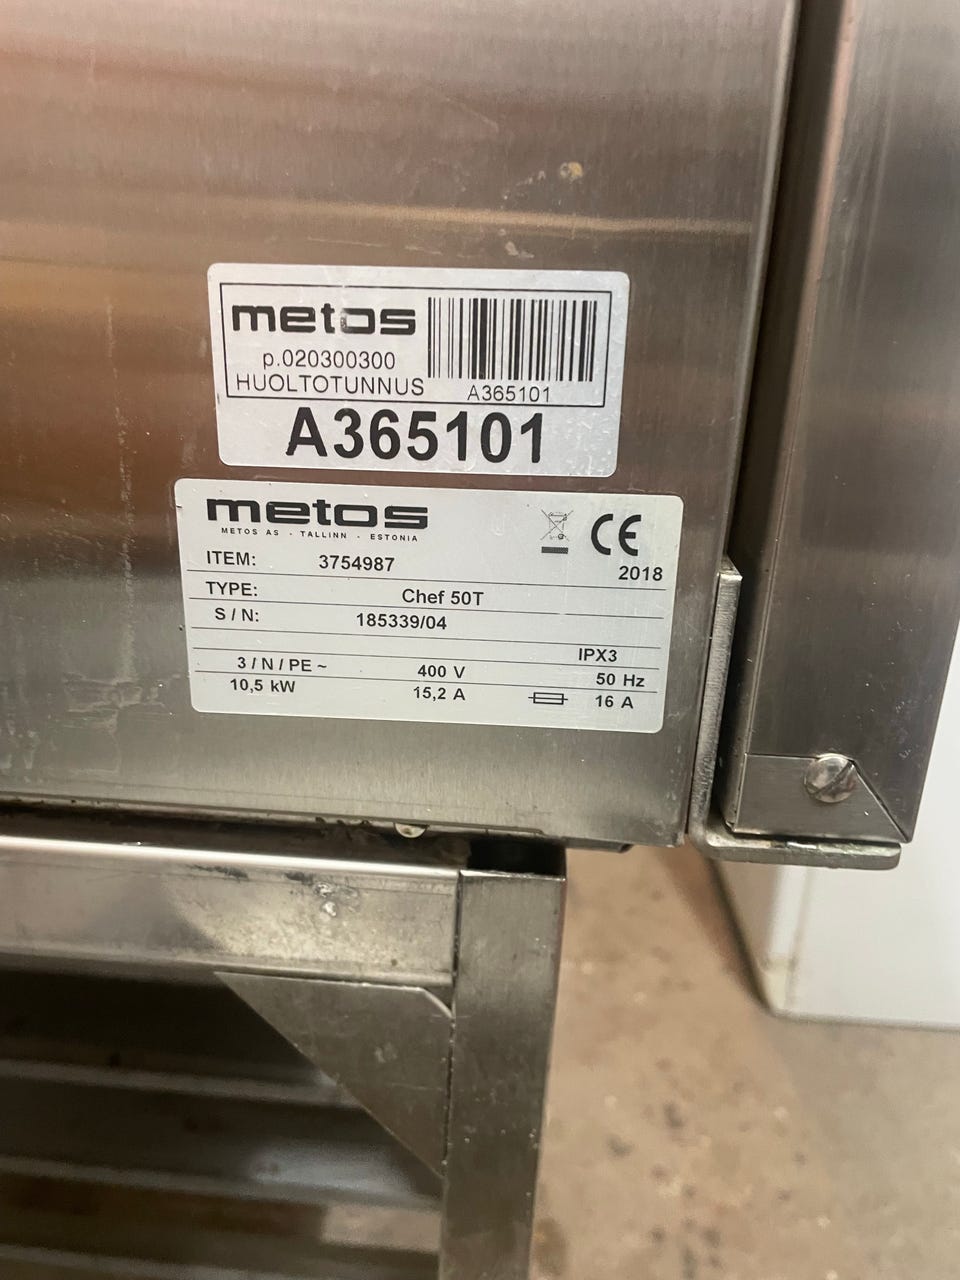 metos
p.020300300
HUOLTOTUNNUS
A365101
A365101
metos
METOS AS · TALLINN · ESTONIA
CE
2018
ITEM: 3754987
TYPE: Chef 50T
S / N: 185339/04
IPX3
3 / N / PE ~ 400 V 50 Hz
10,5 kW 15,2 A 16 A